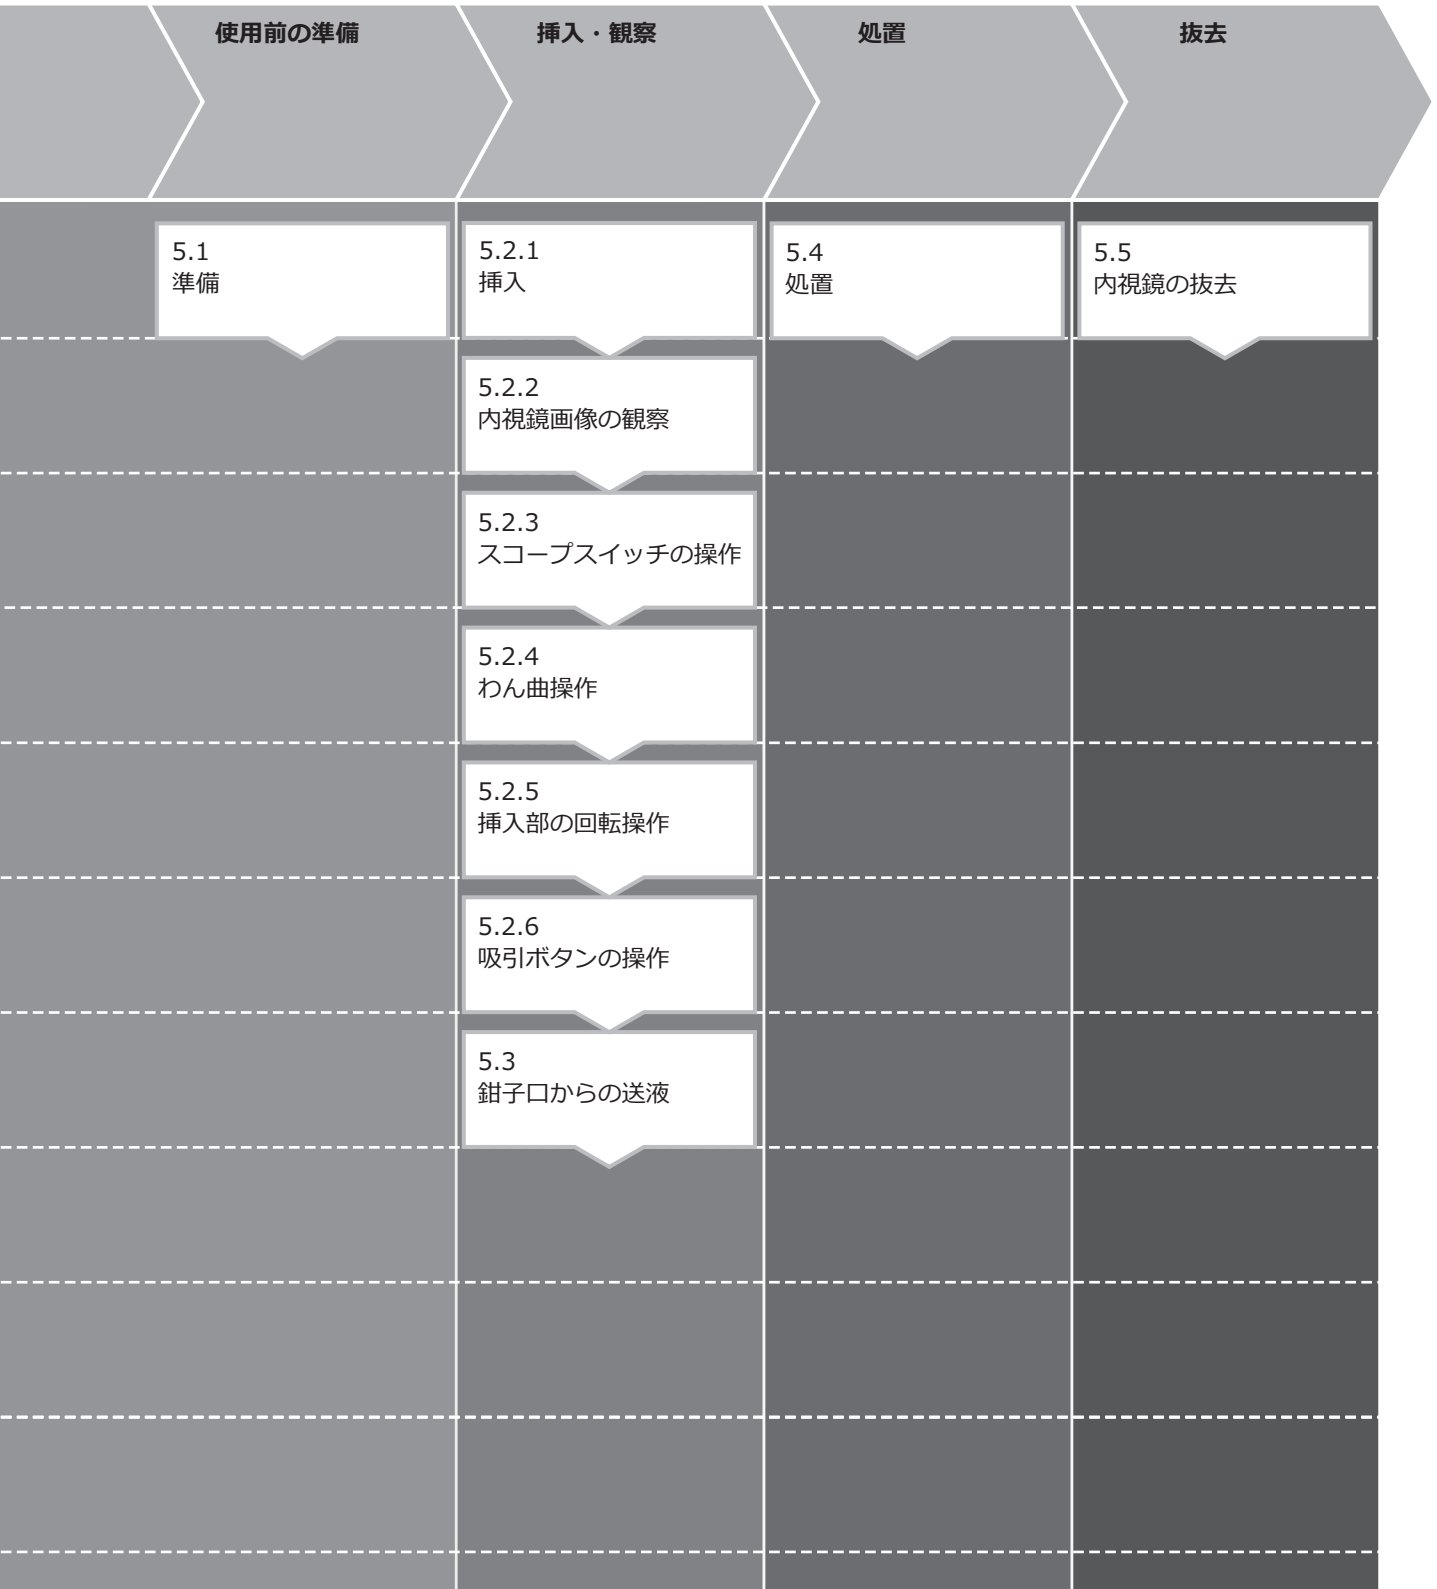 使用前の準備
挿入・観察
処置
抜去
5.1
準備
5.2.1
挿入
5.2.2
内視鏡画像の観察
5.2.3
スコープスイッチの操作
5.2.4
わん曲操作
5.2.5
挿入部の回転操作
5.2.6
吸引ボタンの操作
5.3
鉗子口からの送液
5.4
処置
5.5
内視鏡の抜去